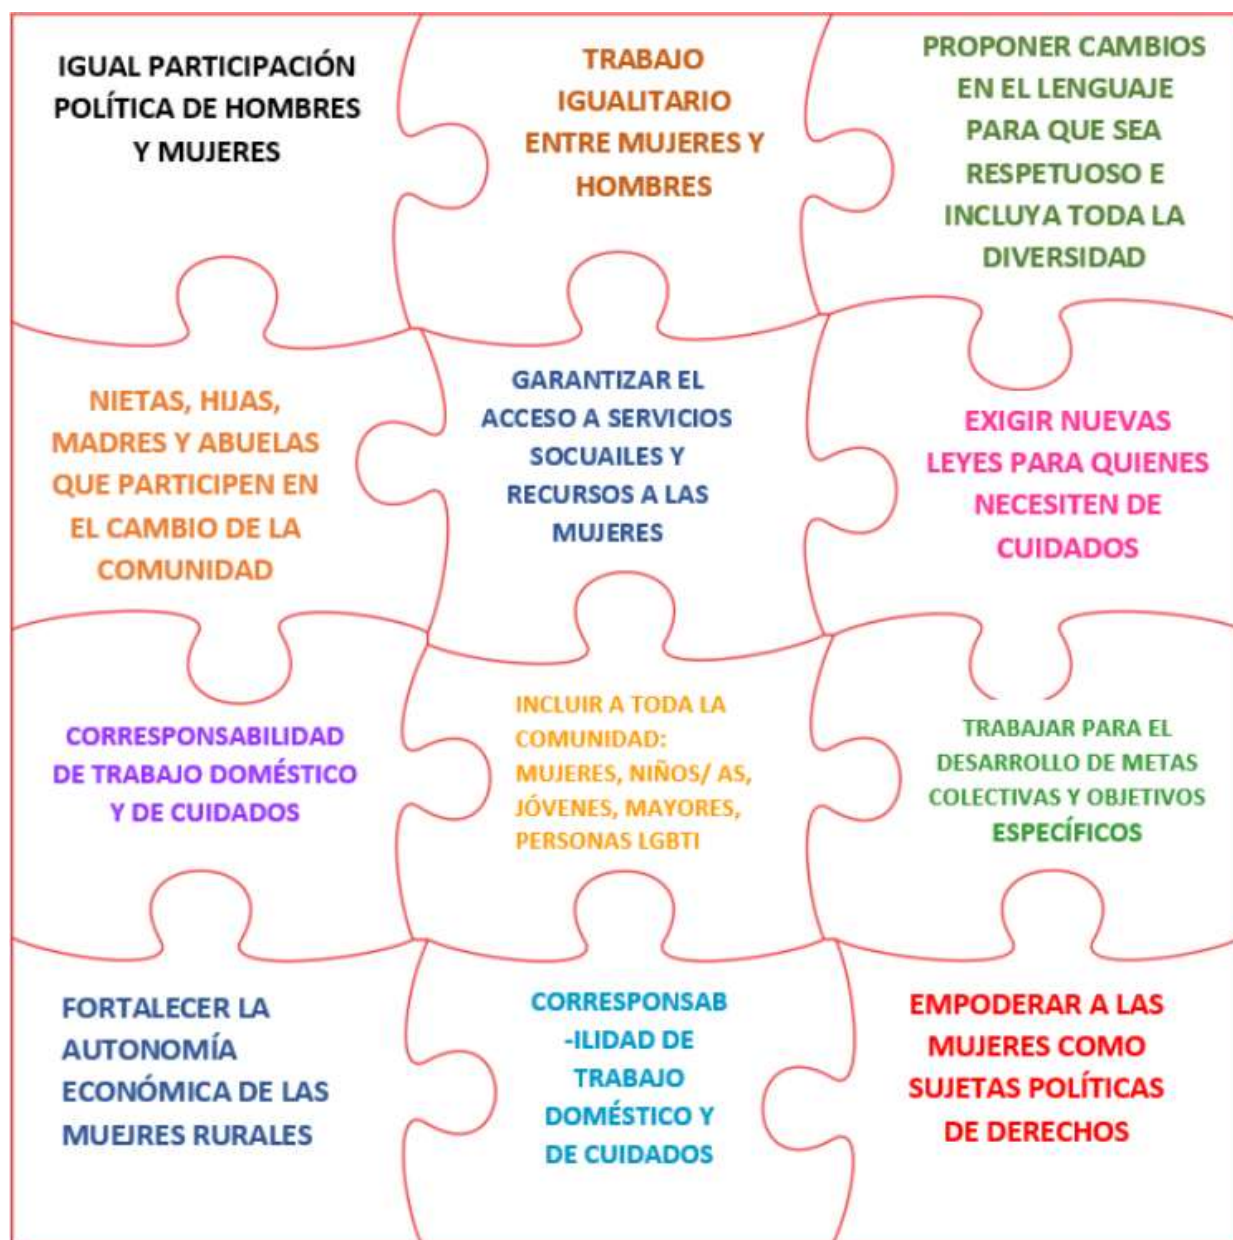 IGUAL PARTICIPACIÓN
POLÍTICA DE HOMBRES
Y MUJERES
TRABAJO
IGUALITARIO
ENTRE MUJERES Y
HOMBRES
PROPONER CAMBIOS
EN EL LENGUAJE
PARA QUE SEA
RESPETUOSO E
INCLUYA TODA LA
DIVERSIDAD
NIETAS, HIJAS,
MADRES Y ABUELAS
QUE PARTICIPEN EN
EL CAMBIO DE LA
COMUNIDAD
GARANTIZAR EL
ACCESO A SERVICIOS
SOCUAILES Y
RECURSOS A LAS
MUJERES
EXIGIR NUEVAS
LEYES PARA QUIENES
NECESITEN DE
CUIDADOS
CORRESPONSABILIDAD
DE TRABAJO DOMÉSTICO
Y DE CUIDADOS
INCLUIR A TODA LA
COMUNIDAD:
MUJERES, NIÑOS/ AS,
JÓVENES, MAYORES,
PERSONAS LGBTI
TRABAJAR PARA EL
DESARROLLO DE METAS
COLECTIVAS Y OBJETIVOS
ESPECÍFICOS
FORTALECER LA
AUTONOMÍA
ECONÓMICA DE LAS
MUEJRES RURALES
CORRESPONSAB
-ILIDAD DE
TRABAJO
DOMÉSTICO Y
DE CUIDADOS
EMPODERAR A LAS
MUJERES COMO
SUJETAS POLÍTICAS
DE DERECHOS